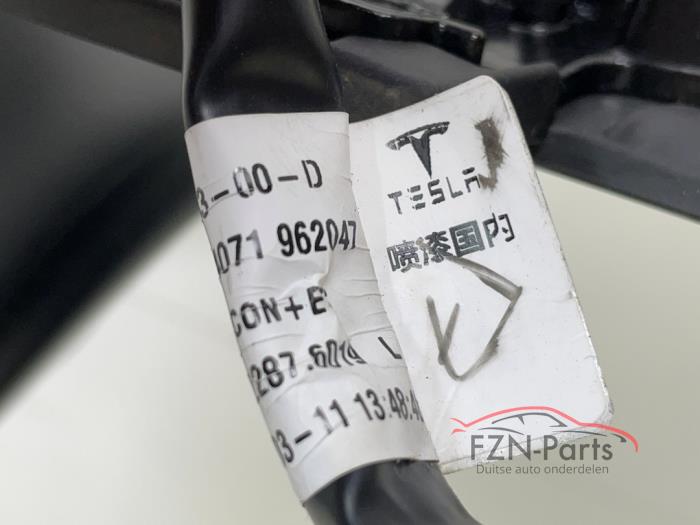 3-00-D
071 962047
CON+E
287.601
3-11 13:48:4
TESLA
喷漆国内
FZN-Parts
Duitse auto onderdelen